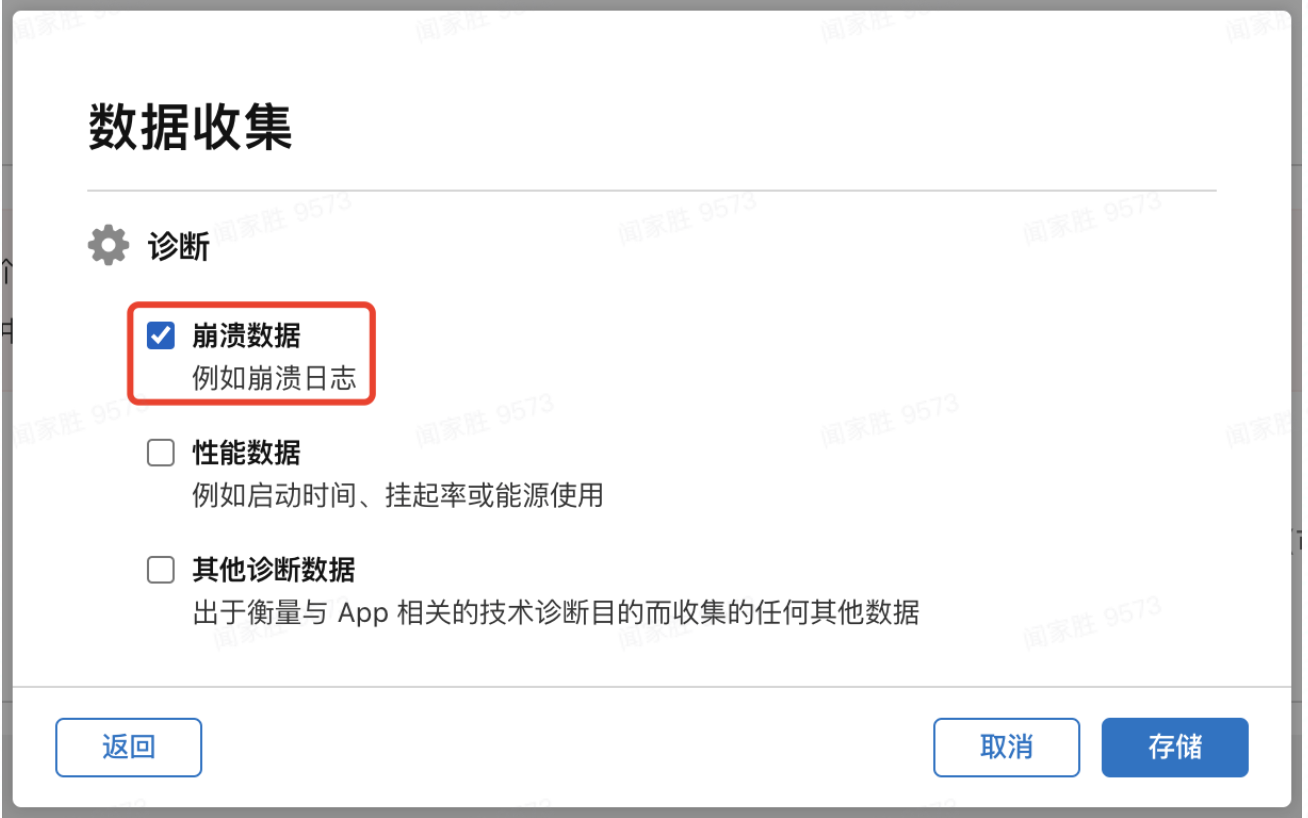 数据收集
诊断
崩溃数据
例如崩溃日志
性能数据
例如启动时间、挂起率或能源使用
其他诊断数据
出于衡量与 App 相关的技术诊断目的而收集的任何其他数据
返回
取消
存储
闻家胜 9573